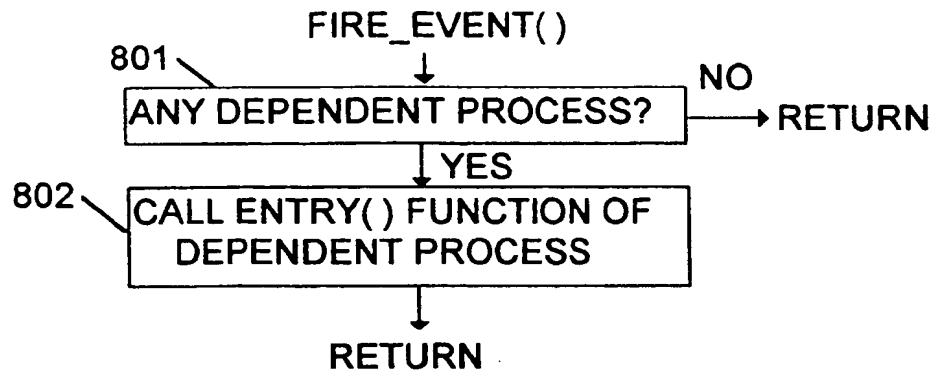 FIRE_EVENT( )
801
ANY DEPENDENT PROCESS?
NO
RETURN
YES
802
CALL ENTRY( ) FUNCTION OF
DEPENDENT PROCESS
RETURN